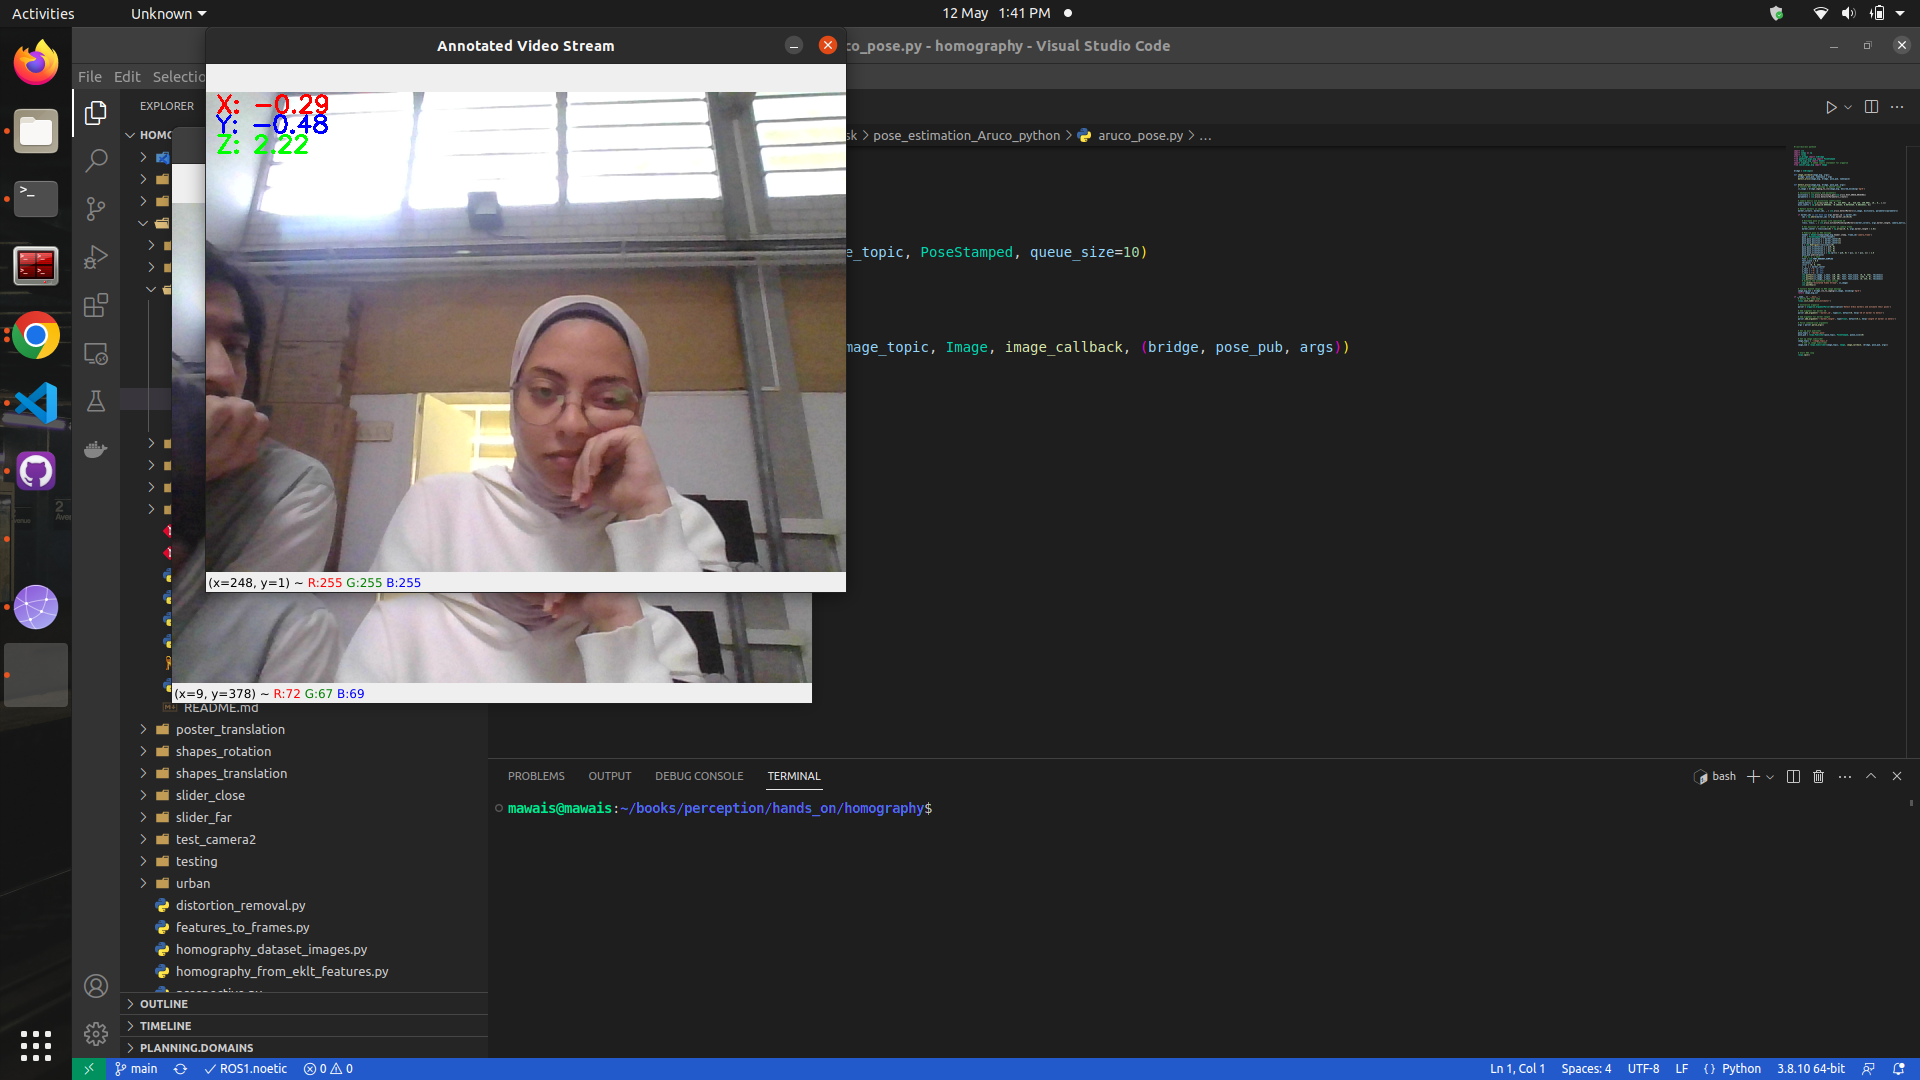 Activities
Unknown
12 May 1:41 PM
Annotated Video Stream
co_pose.py - homography - Visual Studio Code
File Edit Selectio
EXPLORER
HOMO
sk > pose_estimation_Aruco_python > aruco_pose.py > ...
X: -0.29
Y: -0.48
Z: 2.22
e_topic, PoseStamped, queue_size=10)
mage_topic, Image, image_callback, (bridge, pose_pub, args))
(x=248, y=1) ~ R:255 G:255 B:255
(x=9, y=378) ~ R:72 G:67 B:69
README.md
poster_translation
shapes_rotation
shapes_translation
slider_close
slider_far
test_camera2
testing
urban
distortion_removal.py
features_to_frames.py
homography_dataset_images.py
homography_from_eklt_features.py
OUTLINE
TIMELINE
PLANNING.DOMAINS
PROBLEMS OUTPUT DEBUG CONSOLE TERMINAL
bash
mawais@mawais:~/books/perception/hands_on/homography$
main
ROS1.noetic
0 0
Ln 1, Col 1 Spaces: 4 UTF-8 LF Python 3.8.10 64-bit